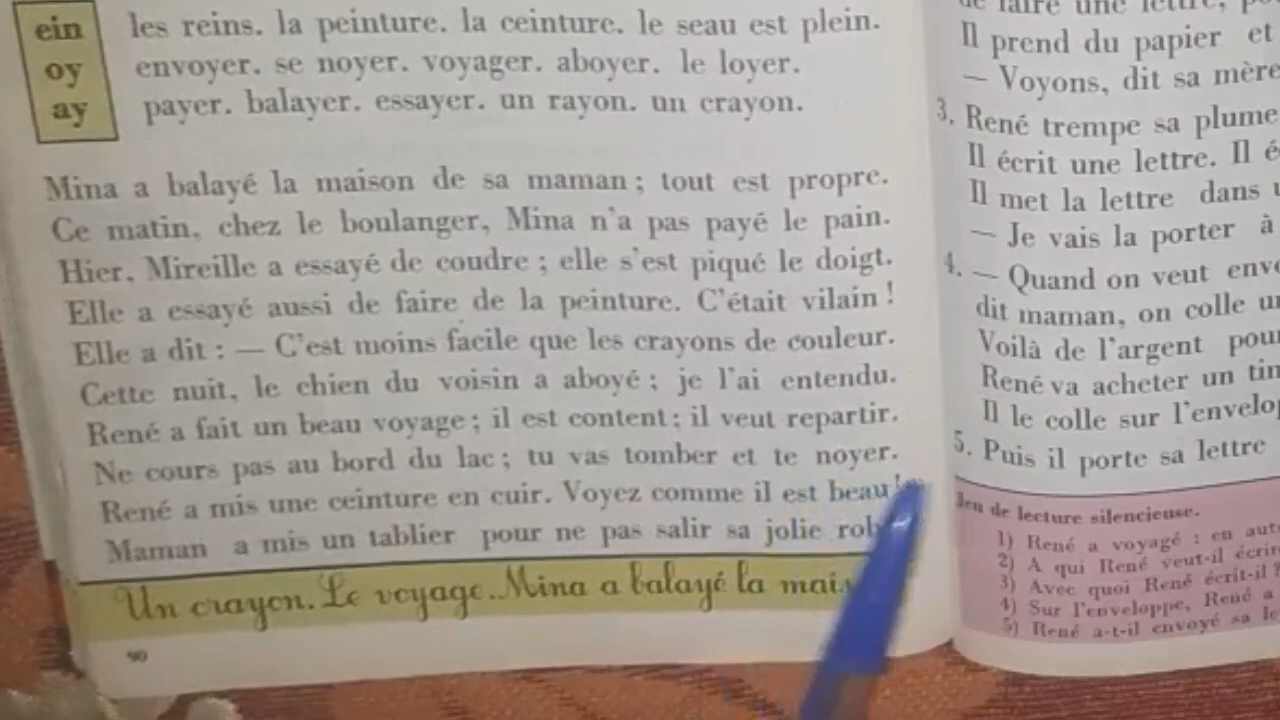 ein les reins. la peinture. la ceinture. le seau est plein.
oy envoyer. se noyer. voyager. aboyer. le loyer.
ay payer. balayer. essayer. un rayon. un crayon.
Mina a balayé la maison de sa maman ; tout est propre.
Ce matin, chez le boulanger, Mina n'a pas payé le pain.
Hier, Mireille a essayé de coudre ; elle s'est piqué le doigt.
Elle a essayé aussi de faire de la peinture. C'était vilain !
Elle a dit : — C'est moins facile que les crayons de couleur.
Cette nuit, le chien du voisin a aboyé ; je l'ai entendu.
René a fait un beau voyage ; il est content ; il veut repartir.
Ne cours pas au bord du lac ; tu vas tomber et te noyer.
René a mis une ceinture en cuir. Voyez comme il est beau !
Maman a mis un tablier pour ne pas salir sa jolie
Un crayon. Le voyage. Mina a balayé la
90
de faire une lettre,
Il prend du papier et
— Voyons, dit sa mère
3. René trempe sa plume
Il écrit une lettre. Il
Il met la lettre dans
— Je vais la porter à
4. — Quand on veut
dit maman, on colle
Voilà de l'argent
René va acheter un
Il le colle sur
5. Puis il porte sa lettre
Jeu de lecture silencieuse.
1) René a voyagé : en
2) A qui René veut-il
3) Avec quoi René écrit-il ?
4) Sur l'enveloppe, René a
5) René a-t-il envoyé sa